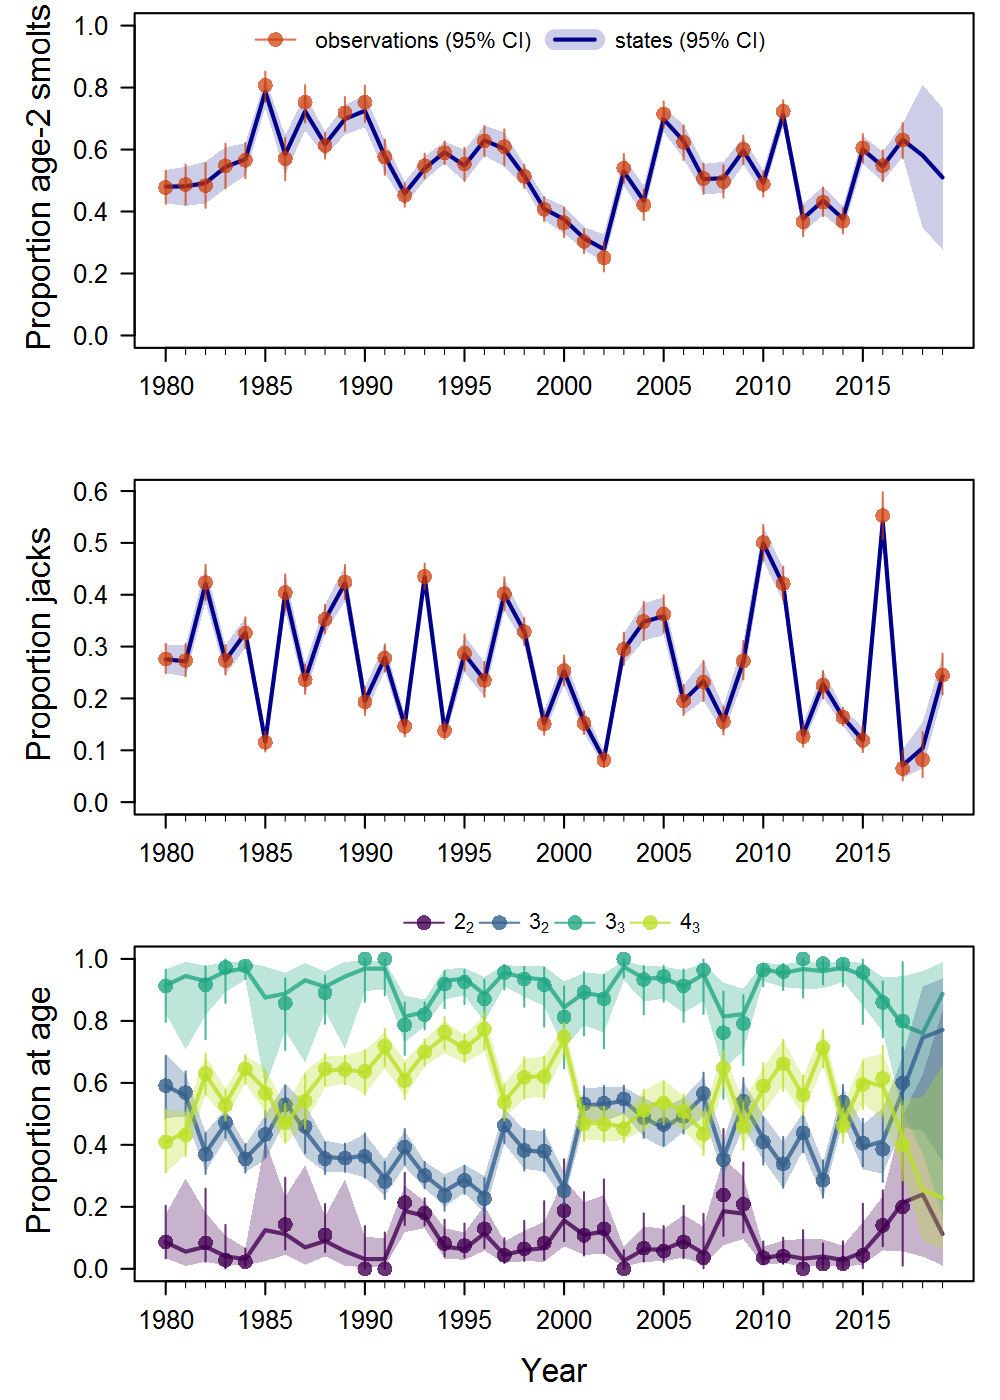 observations (95% CI) states (95% CI)
Proportion age-2 smolts
1.0
0.8
0.6
0.4
0.2
0.0
1980 1985 1990 1995 2000 2005 2010 2015
Proportion jacks
0.6
0.5
0.4
0.3
0.2
0.1
0.0
1980 1985 1990 1995 2000 2005 2010 2015
2₂ 3₂ 3₃ 4₃
Proportion at age
1.0
0.8
0.6
0.4
0.2
0.0
1980 1985 1990 1995 2000 2005 2010 2015
Year